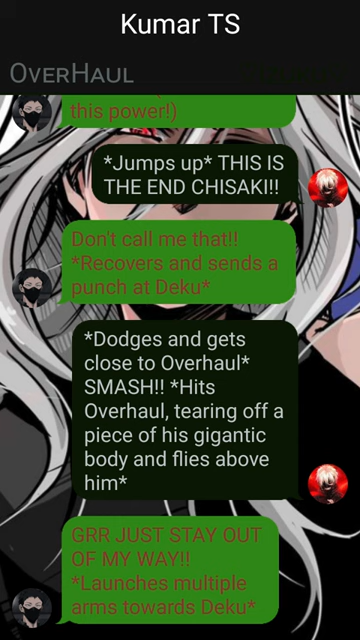 Kumar TS
OVERHAUL
this power!)
*Jumps up* THIS IS
THE END CHISAKI!!
Don't call me that!!
*Recovers and sends a
punch at Deku*
*Dodges and gets
close to Overhaul*
SMASH!! *Hits
Overhaul, tearing off a
piece of his gigantic
body and flies above
him*
GRR JUST STAY OUT
OF MY WAY!!
*Launches multiple
arms towards Deku*